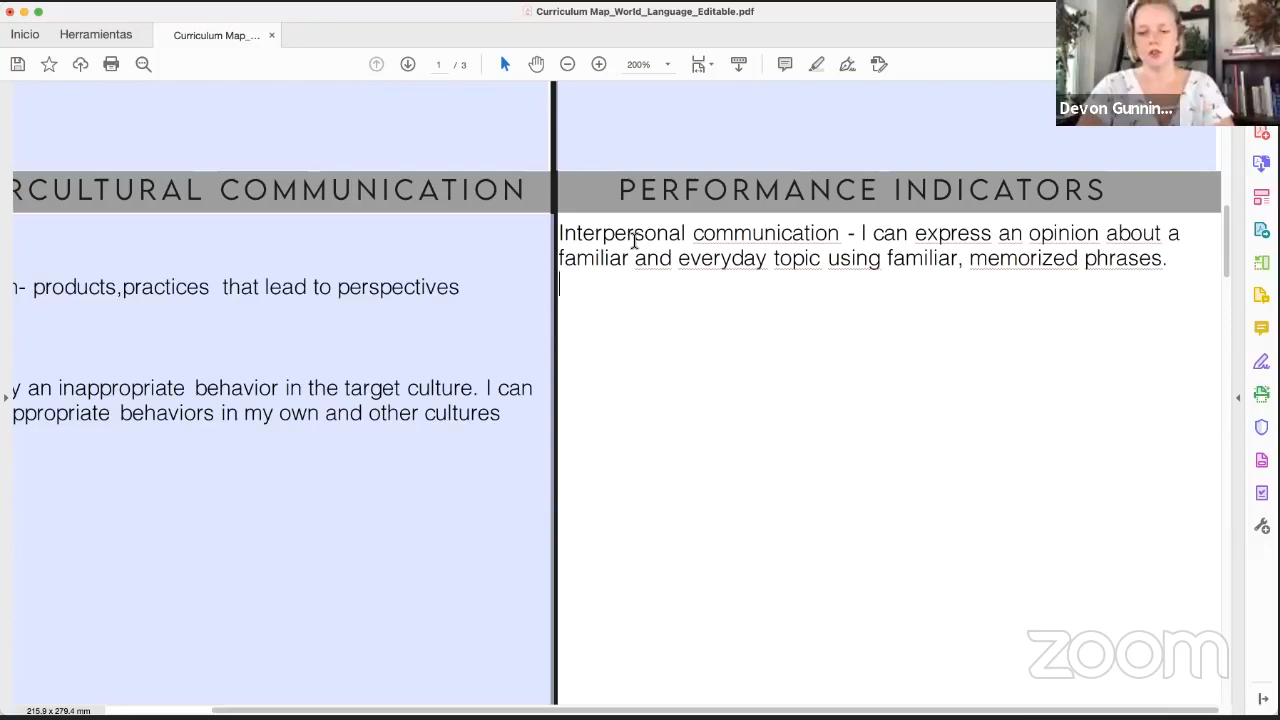 Curriculum Map_World_Language_Editable.pdf
Inicio
Herramientas
Curriculum Map_...
1 / 3
200%
Devon Gunnin...
RCULTURAL COMMUNICATION
PERFORMANCE INDICATORS
Interpersonal communication - I can express an opinion about a
familiar and everyday topic using familiar, memorized phrases.
n- products,practices that lead to perspectives
y an inappropriate behavior in the target culture. I can
ppropriate behaviors in my own and other cultures
zoom
215.9 x 279.4 mm